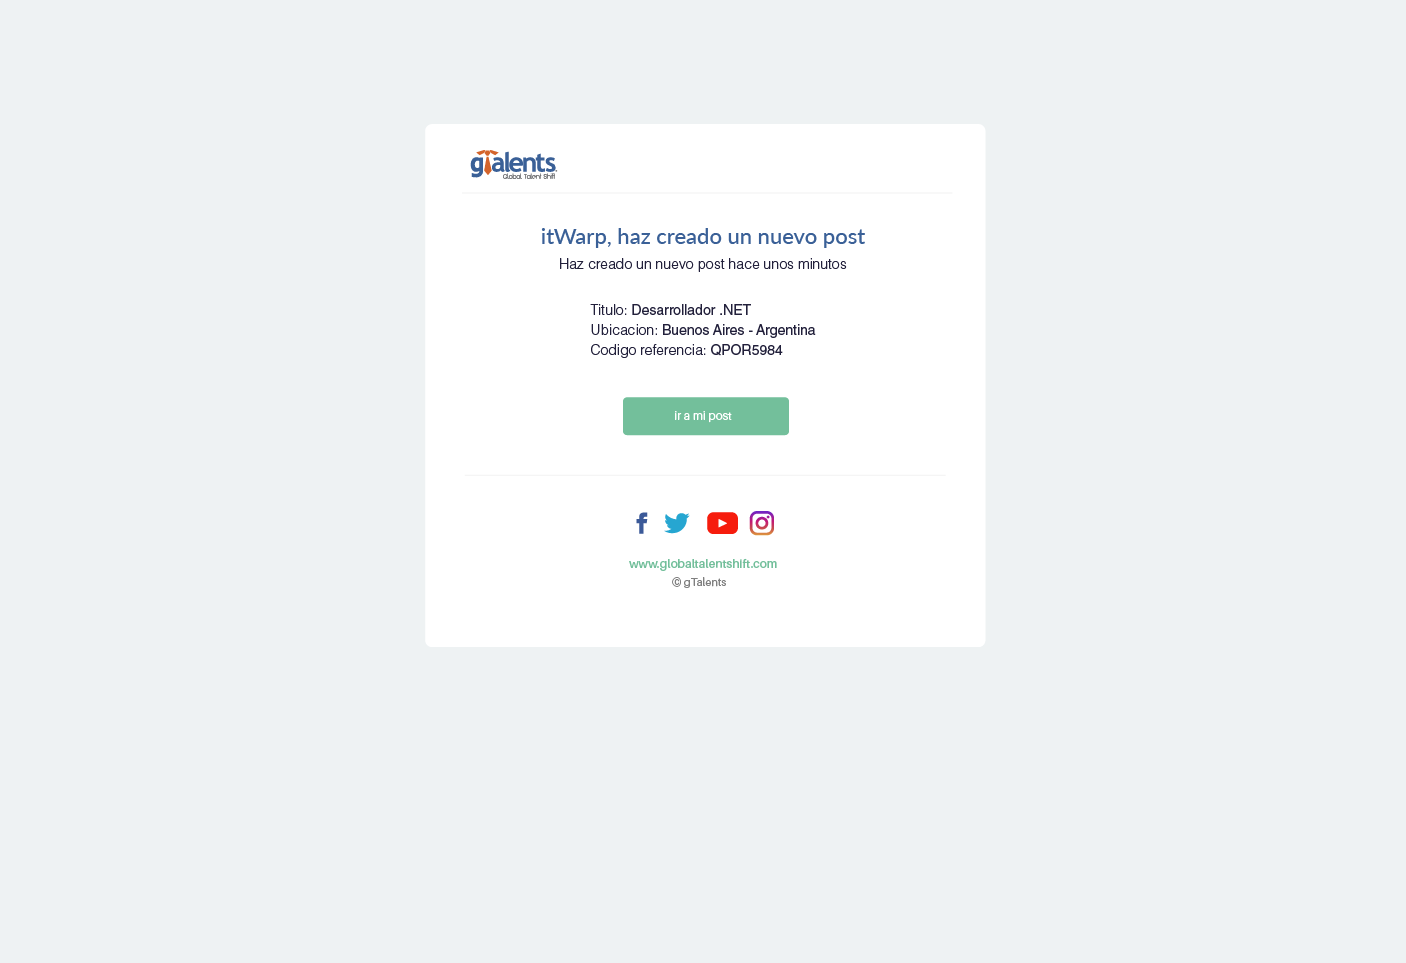 gTalents.
Global Talent Shift
itWarp, haz creado un nuevo post
Haz creado un nuevo post hace unos minutos
Titulo: Desarrollador .NET
Ubicacion: Buenos Aires - Argentina
Codigo referencia: QPOR5984
ir a mi post
www.globaltalentshift.com
© gTalents